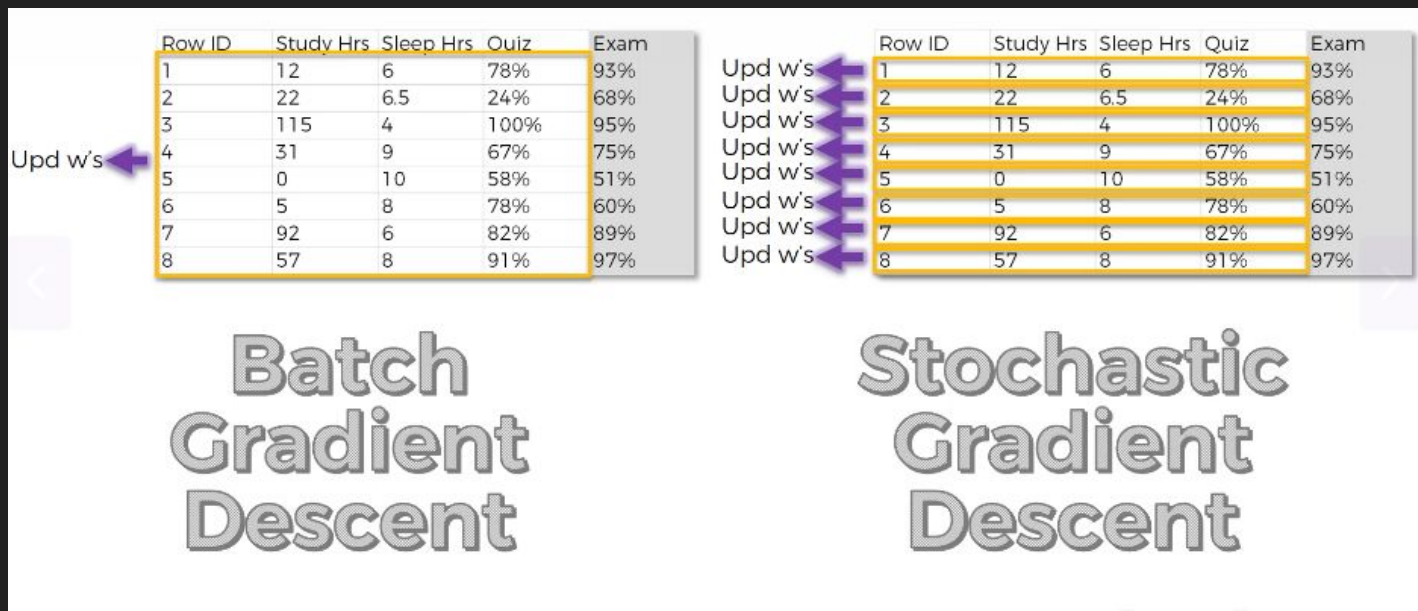 Row ID Study Hrs Sleep Hrs Quiz Exam
1 12 6 78% 93%
2 22 6.5 24% 68%
3 115 4 100% 95%
Upd w's 4 31 9 67% 75%
5 0 10 58% 51%
6 5 8 78% 60%
7 92 6 82% 89%
8 57 8 91% 97%
Batch
Gradient
Descent
Row ID Study Hrs Sleep Hrs Quiz Exam
Upd w's 1 12 6 78% 93%
Upd w's 2 22 6.5 24% 68%
Upd w's 3 115 4 100% 95%
Upd w's 4 31 9 67% 75%
Upd w's 5 0 10 58% 51%
Upd w's 6 5 8 78% 60%
Upd w's 7 92 6 82% 89%
Upd w's 8 57 8 91% 97%
Stochastic
Gradient
Descent